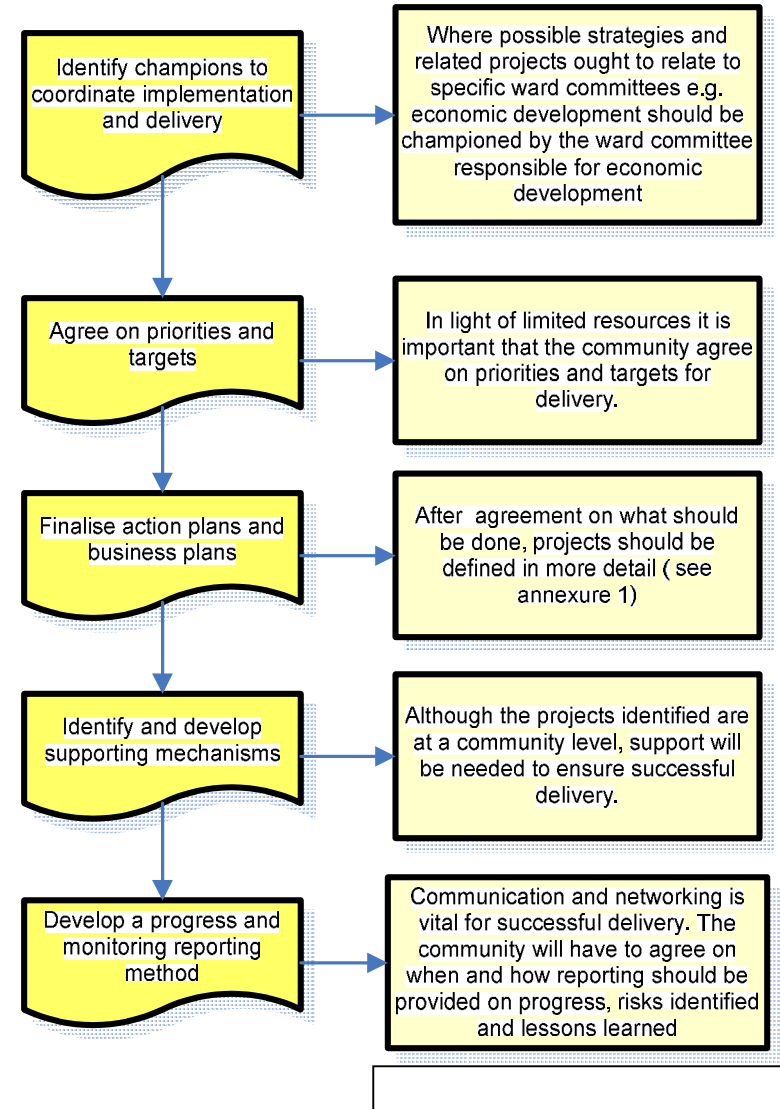 Identify champions to
coordinate implementation
and delivery
Where possible strategies and
related projects ought to relate to
specific ward committees e.g.
economic development should be
championed by the ward committee
responsible for economic
development
Agree on priorities and
targets
In light of limited resources it is
important that the community agree
on priorities and targets for
delivery.
Finalise action plans and
business plans
After agreement on what should
be done, projects should be
defined in more detail ( see
annexure 1)
Identify and develop
supporting mechanisms
Although the projects identified are
at a community level, support will
be needed to ensure successful
delivery.
Develop a progress and
monitoring reporting
method
Communication and networking is
vital for successful delivery. The
community will have to agree on
when and how reporting should be
provided on progress, risks identified
and lessons learned